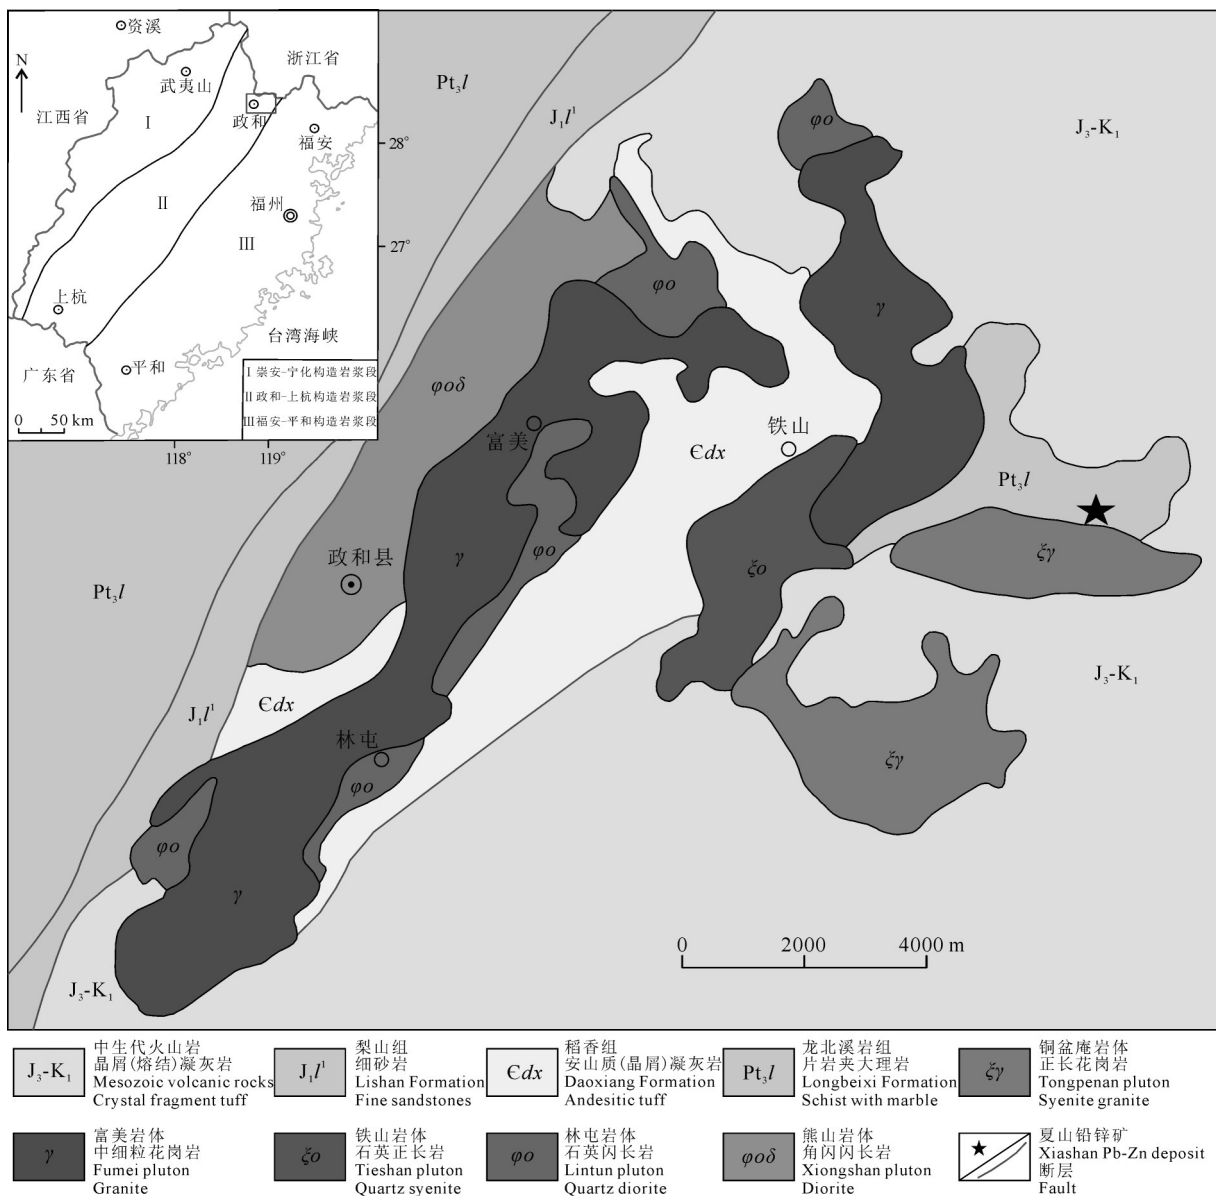 资溪
N
浙江省
武夷山
江西省
I
政和
福安
28°
II
福州
III
27°
上杭
台湾海峡
广东省
平和
I 崇安-宁化构造岩浆段
II 政和-上杭构造岩浆段
III 福安-平和构造岩浆段
0 50 km
118° 119°
Pt₃l
J₁l¹
φο
J₃-K₁
φο
γ
φοδ
富美
铁山
Єdx
Pt₃l
政和县
γ
φο
ξο
ξγ
Pt₃l
J₃-K₁
Єdx
J₁l¹
林屯
ξγ
φο
φο
γ
0 2000 4000 m
J₃-K₁
J₃-K₁
中生代火山岩
晶屑(熔结)凝灰岩
Mesozoic volcanic rocks
Crystal fragment tuff
J₁l¹
梨山组
细砂岩
Lishan Formation
Fine sandstones
Єdx
稻香组
安山质(晶屑)凝灰岩
Daoxiang Formation
Andesitic tuff
Pt₃l
龙北溪岩组
片岩夹大理岩
Longbeixi Formation
Schist with marble
ξγ
铜盆庵岩体
正长花岗岩
Tongpenan pluton
Syenite granite
γ
富美岩体
中细粒花岗岩
Fumei pluton
Granite
ξο
铁山岩体
石英正长岩
Tieshan pluton
Quartz syenite
φο
林屯岩体
石英闪长岩
Lintun pluton
Quartz diorite
φοδ
熊山岩体
角闪闪长岩
Xiongshan pluton
Diorite
夏山铅锌矿
Xiashan Pb-Zn deposit
断层
Fault